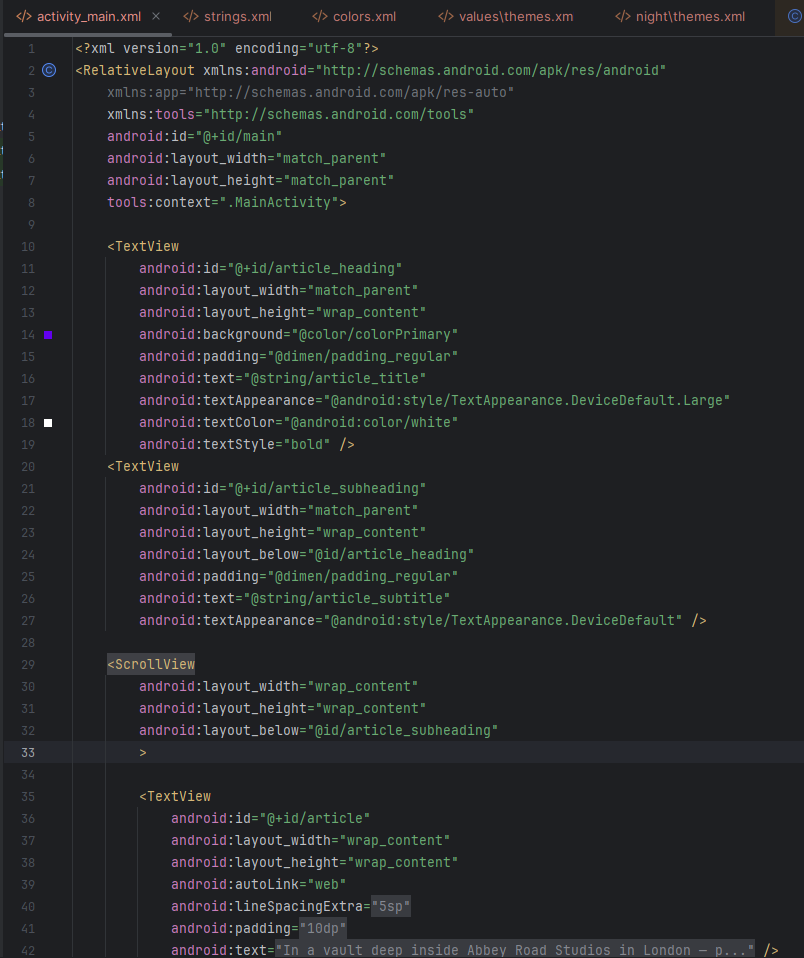 </> activity_main.xml × </> strings.xml </> colors.xml </> values\themes.xm </> night\themes.xml ©
1 <?xml version="1.0" encoding="utf-8"?>
2 © <RelativeLayout xmlns:android="http://schemas.android.com/apk/res/android"
3 xmlns:app="http://schemas.android.com/apk/res-auto"
4 xmlns:tools="http://schemas.android.com/tools"
5 android:id="@+id/main"
6 android:layout_width="match_parent"
7 android:layout_height="match_parent"
8 tools:context=".MainActivity">
9
10 <TextView
11 android:id="@+id/article_heading"
12 android:layout_width="match_parent"
13 android:layout_height="wrap_content"
14 android:background="@color/colorPrimary"
15 android:padding="@dimen/padding_regular"
16 android:text="@string/article_title"
17 android:textAppearance="@android:style/TextAppearance.DeviceDefault.Large"
18 android:textColor="@android:color/white"
19 android:textStyle="bold" />
20 <TextView
21 android:id="@+id/article_subheading"
22 android:layout_width="match_parent"
23 android:layout_height="wrap_content"
24 android:layout_below="@id/article_heading"
25 android:padding="@dimen/padding_regular"
26 android:text="@string/article_subtitle"
27 android:textAppearance="@android:style/TextAppearance.DeviceDefault" />
28
29 <ScrollView
30 android:layout_width="wrap_content"
31 android:layout_height="wrap_content"
32 android:layout_below="@id/article_subheading"
33 >
34
35 <TextView
36 android:id="@+id/article"
37 android:layout_width="wrap_content"
38 android:layout_height="wrap_content"
39 android:autoLink="web"
40 android:lineSpacingExtra="5sp"
41 android:padding="10dp"
42 android:text="In a vault deep inside Abbey Road Studios in London — p..." />